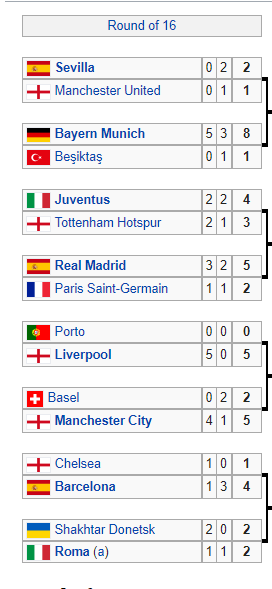 Round of 16
Sevilla 0 2 2
Manchester United 0 1 1
Bayern Munich 5 3 8
Beşiktaş 0 1 1
Juventus 2 2 4
Tottenham Hotspur 2 1 3
Real Madrid 3 2 5
Paris Saint-Germain 1 1 2
Porto 0 0 0
Liverpool 5 0 5
Basel 0 2 2
Manchester City 4 1 5
Chelsea 1 0 1
Barcelona 1 3 4
Shakhtar Donetsk 2 0 2
Roma (a) 1 1 2